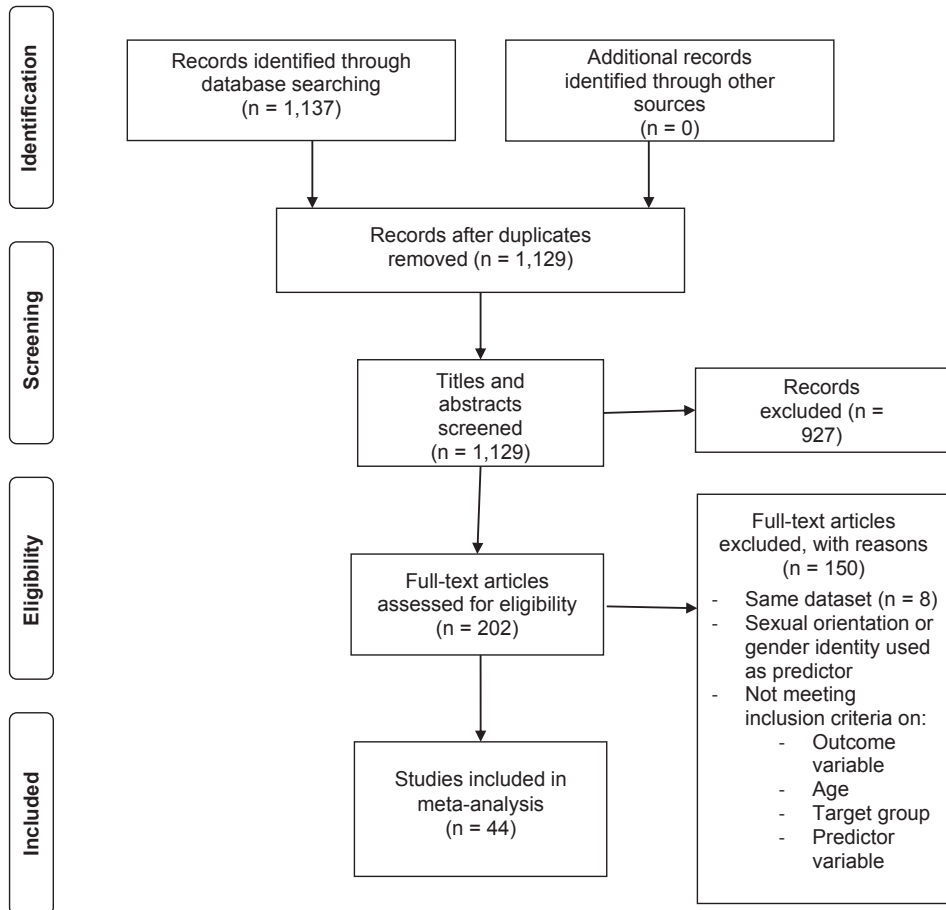 Identification
Records identified through
database searching
(n = 1,137)
Additional records
identified through other
sources
(n = 0)
Screening
Records after duplicates
removed (n = 1,129)
Titles and
abstracts
screened
(n = 1,129)
Records
excluded (n =
927)
Eligibility
Full-text articles
assessed for eligibility
(n = 202)
Full-text articles
excluded, with reasons
(n = 150)
- Same dataset (n = 8)
- Sexual orientation or
gender identity used
as predictor
- Not meeting
inclusion criteria on:
- Outcome
variable
- Age
- Target group
- Predictor
variable
Included
Studies included in
meta-analysis
(n = 44)